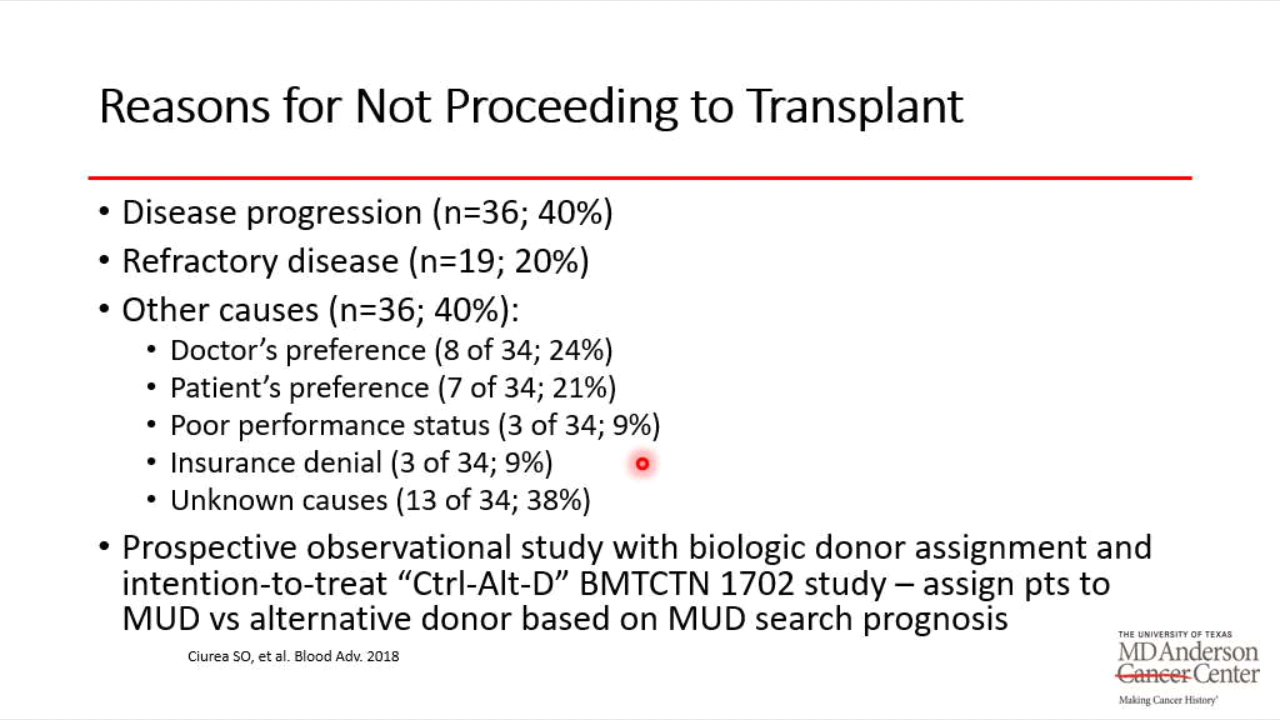 Reasons for Not Proceeding to Transplant
• Disease progression (n=36; 40%)
• Refractory disease (n=19; 20%)
• Other causes (n=36; 40%):
• Doctor’s preference (8 of 34; 24%)
• Patient’s preference (7 of 34; 21%)
• Poor performance status (3 of 34; 9%)
• Insurance denial (3 of 34; 9%)
• Unknown causes (13 of 34; 38%)
• Prospective observational study with biologic donor assignment and
intention-to-treat “Ctrl-Alt-D” BMTCTN 1702 study – assign pts to
MUD vs alternative donor based on MUD search prognosis
Ciurea SO, et al. Blood Adv. 2018
THE UNIVERSITY OF TEXAS
MD Anderson
Cancer Center
Making Cancer History®